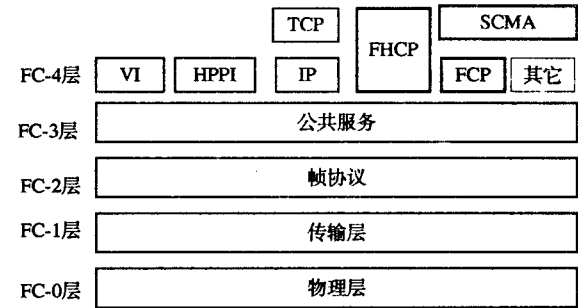 TCP FHCP SCMA
FC-4层 VI HPPI IP FCP 其它
FC-3层 公共服务
FC-2层 帧协议
FC-1层 传输层
FC-0层 物理层